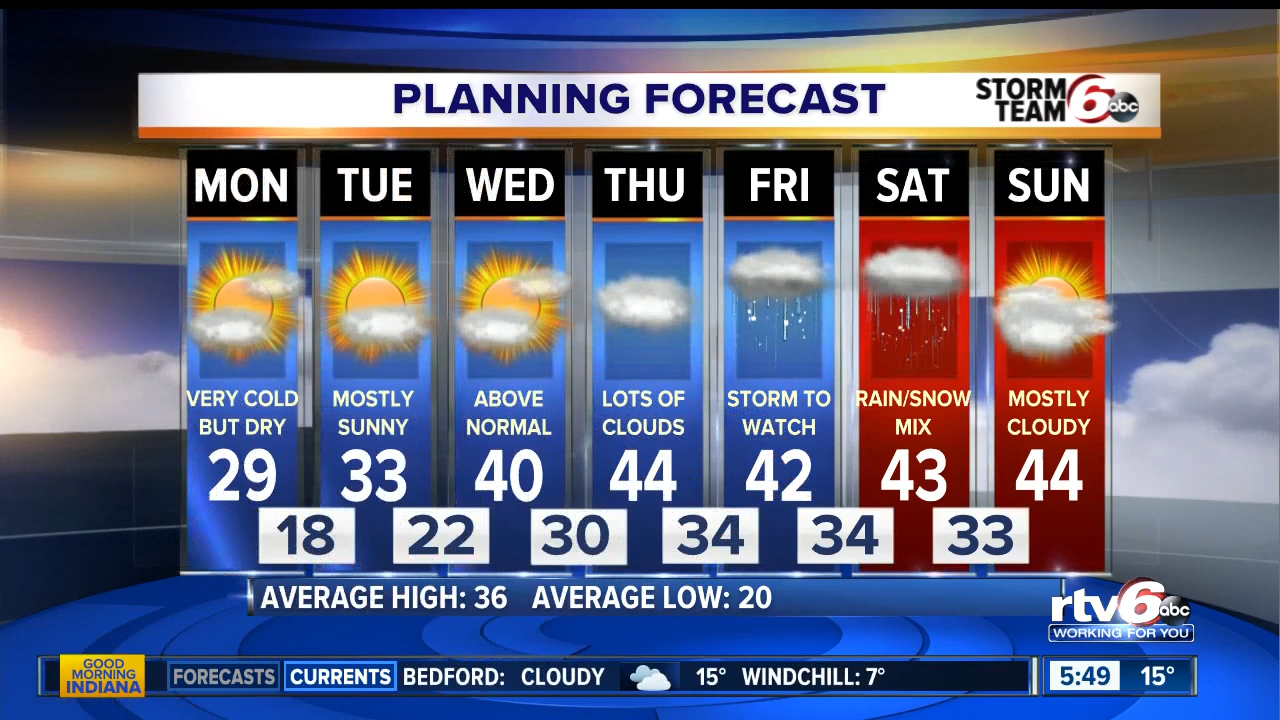 PLANNING FORECAST
STORM TEAM 6 abc
MON TUE WED THU FRI SAT SUN
VERY COLD BUT DRY
MOSTLY SUNNY
ABOVE NORMAL
LOTS OF CLOUDS
STORM TO WATCH
RAIN/SNOW MIX
MOSTLY CLOUDY
29 33 40 44 42 43 44
18 22 30 34 34 33
AVERAGE HIGH: 36 AVERAGE LOW: 20
rtv6 abc
WORKING FOR YOU
GOOD MORNING INDIANA
FORECASTS CURRENTS BEDFORD: CLOUDY 15° WINDCHILL: 7°
5:49 15°